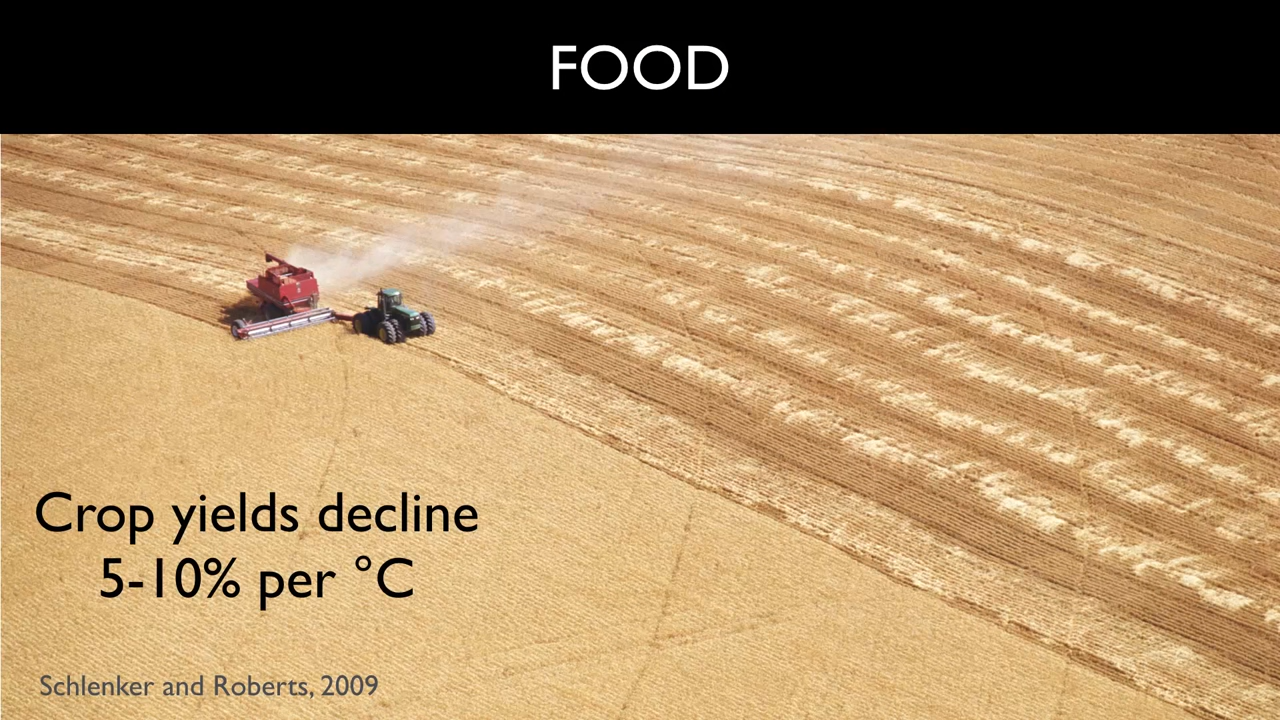 FOOD
Crop yields decline
5-10% per °C
Schlenker and Roberts, 2009